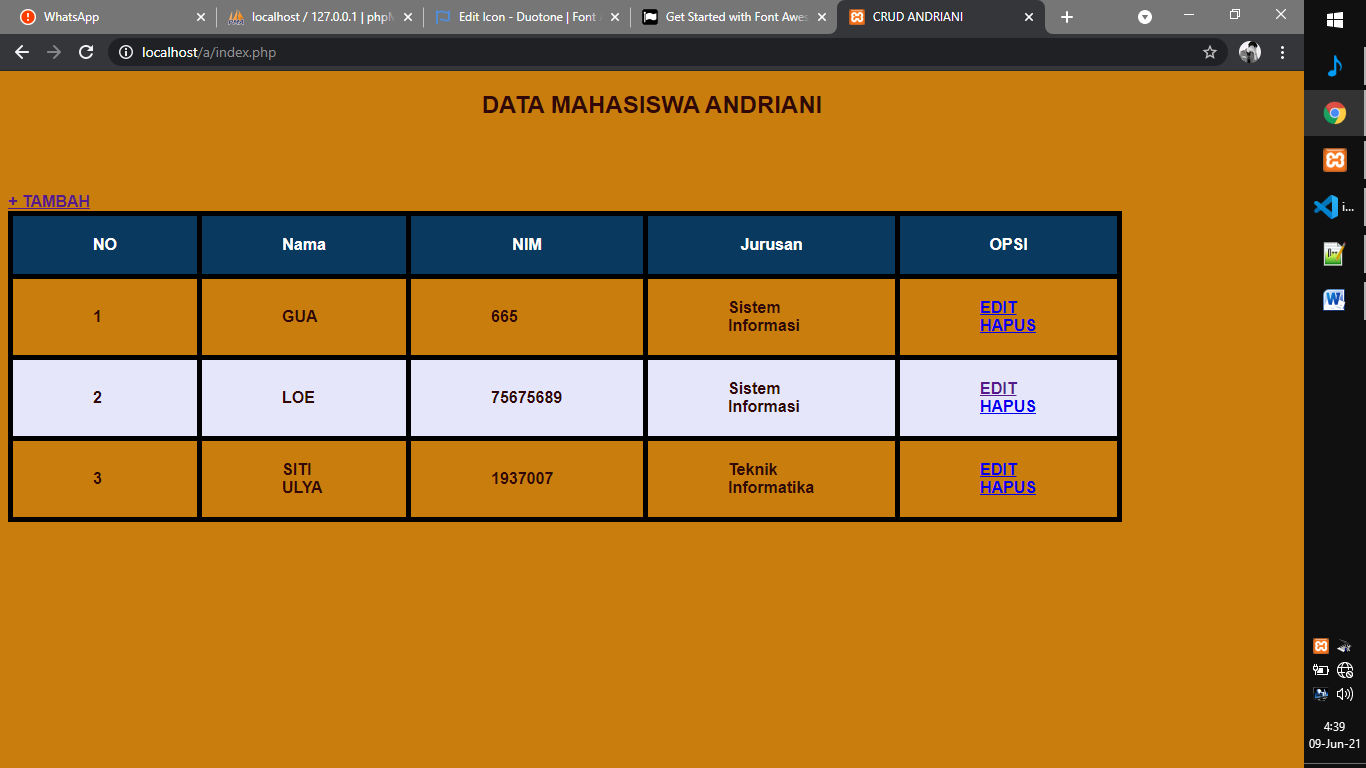 WhatsApp
localhost / 127.0.0.1 | phpM
Edit Icon - Duotone | Font
Get Started with Font Awes
CRUD ANDRIANI
localhost/a/index.php
DATA MAHASISWA ANDRIANI
+ TAMBAH
NO Nama NIM Jurusan OPSI
1 GUA 665 Sistem Informasi EDIT HAPUS
2 LOE 75675689 Sistem Informasi EDIT HAPUS
3 SITI ULYA 1937007 Teknik Informatika EDIT HAPUS
i...
4:39
09-Jun-21